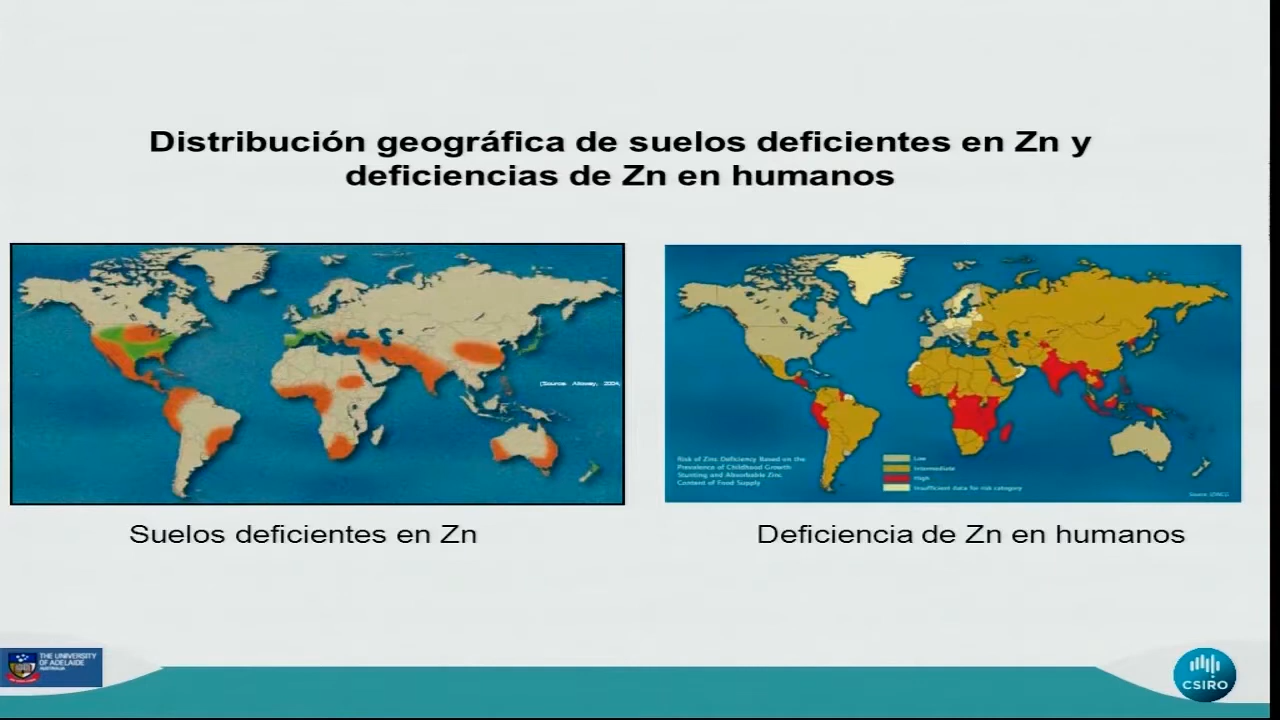 Distribución geográfica de suelos deficientes en Zn y
deficiencias de Zn en humanos
(Source: Alloway, 2004,
Risk of Zinc Deficiency Based on the
Prevalence of Childhood Growth
Stunting and Absorbable Zinc
Content of Food Supply
Low
Intermediate
High
Insufficient data for risk category
Source: IZiNCG
Suelos deficientes en Zn
Deficiencia de Zn en humanos
THE UNIVERSITY
OF ADELAIDE
AUSTRALIA
CSIRO